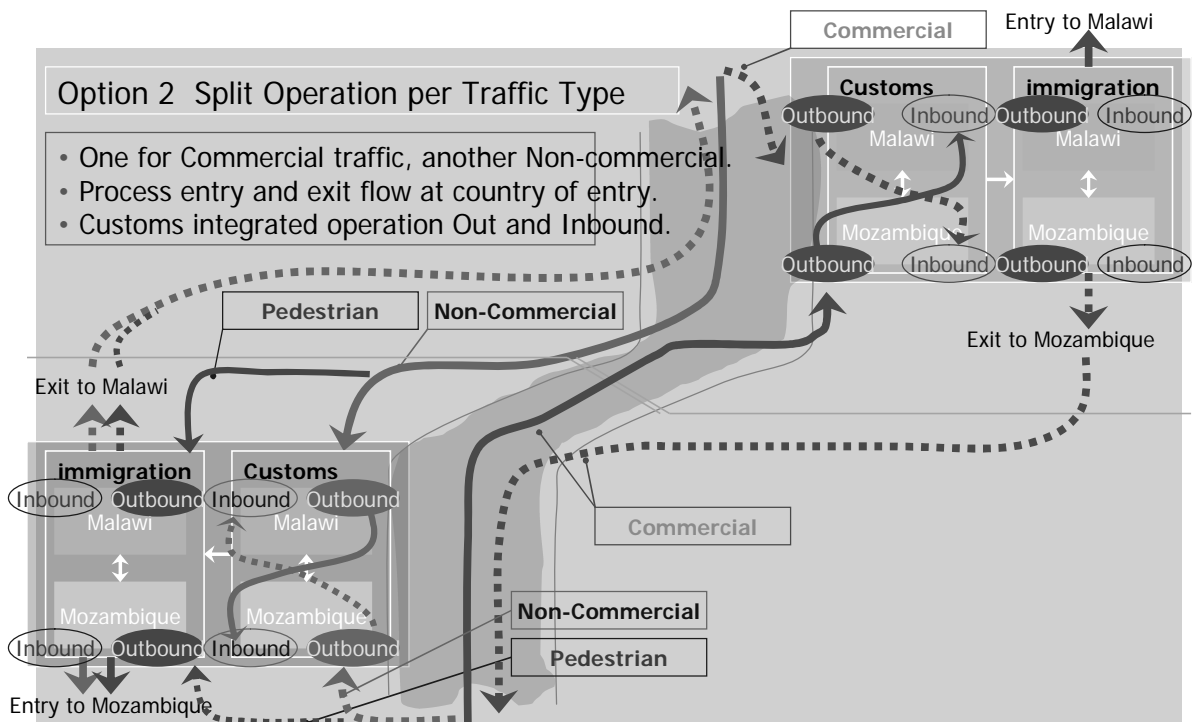 Commercial
Entry to Malawi
Option 2 Split Operation per Traffic Type
• One for Commercial traffic, another Non-commercial.
• Process entry and exit flow at country of entry.
• Customs integrated operation Out and Inbound.
Customs
immigration
Outbound
Inbound
Outbound
Inbound
Malawi
Malawi
Mozambique
Mozambique
Outbound
Inbound
Outbound
Inbound
Pedestrian
Non-Commercial
Exit to Mozambique
Exit to Malawi
immigration
Customs
Inbound
Outbound
Inbound
Outbound
Malawi
Malawi
Commercial
Mozambique
Mozambique
Non-Commercial
Inbound
Outbound
Inbound
Outbound
Pedestrian
Entry to Mozambique